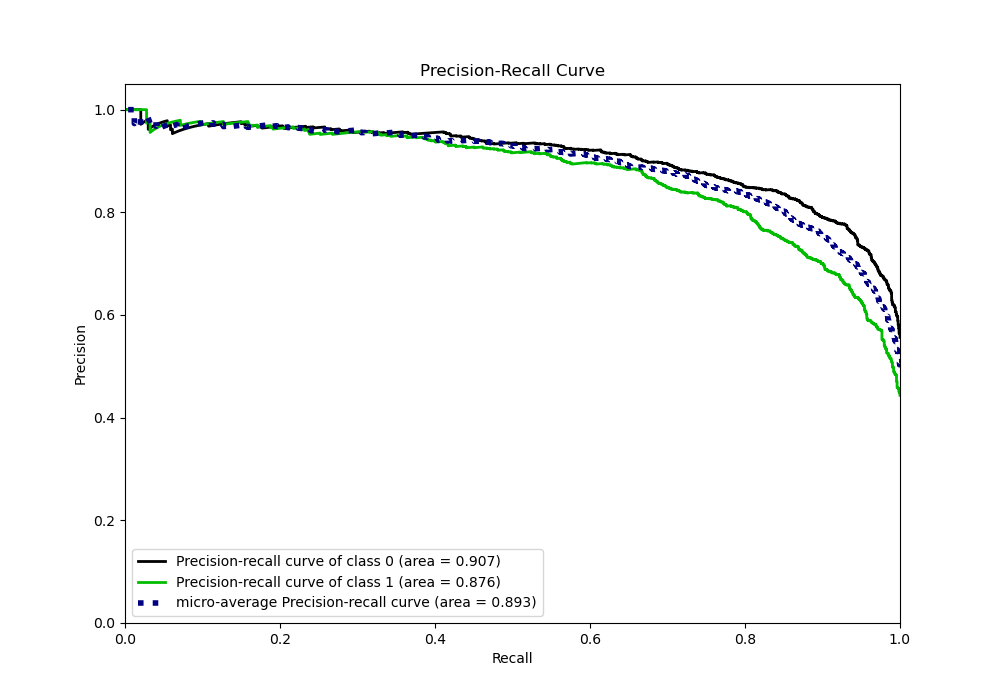 Precision-Recall Curve
1.0
0.8
0.6
0.4
0.2
0.0
Precision
Precision-recall curve of class 0 (area = 0.907)
Precision-recall curve of class 1 (area = 0.876)
micro-average Precision-recall curve (area = 0.893)
0.0 0.2 0.4 0.6 0.8 1.0
Recall